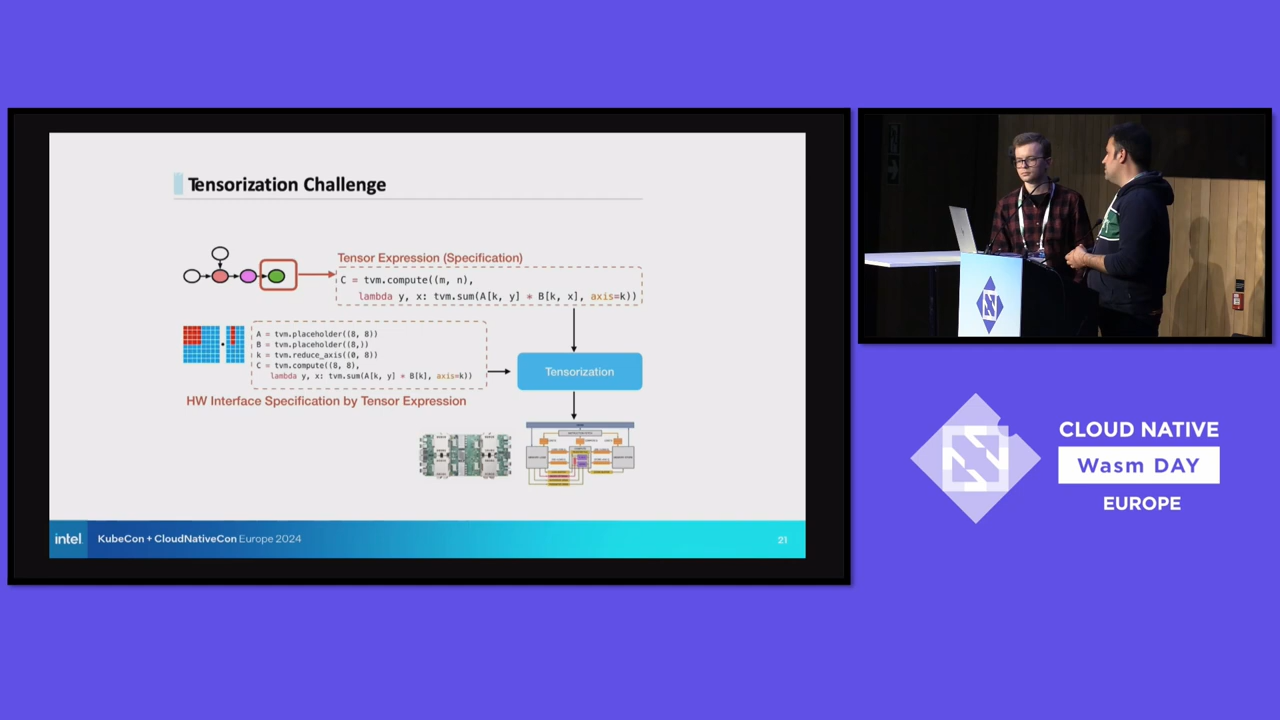 Tensorization Challenge
Tensor Expression (Specification)
C = tvm.compute((m, n),
lambda y, x: tvm.sum(A[k, y] * B[k, x], axis=k))
A = tvm.placeholder((8, 8))
B = tvm.placeholder((8,))
k = tvm.reduce_axis((0, 8))
C = tvm.compute((8, 8),
lambda y, x: tvm.sum(A[k, y] * B[k], axis=k))
Tensorization
HW Interface Specification by Tensor Expression
intel
KubeCon + CloudNativeCon Europe 2024
21
CLOUD NATIVE
Wasm DAY
EUROPE